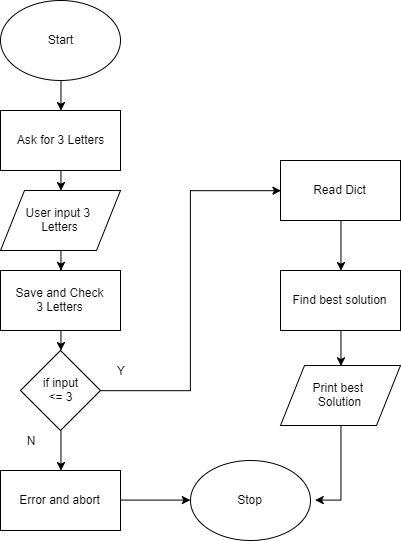 Start
Ask for 3 Letters
User input 3
Letters
Save and Check
3 Letters
if input
<= 3
Y
N
Error and abort
Read Dict
Find best solution
Print best
Solution
Stop